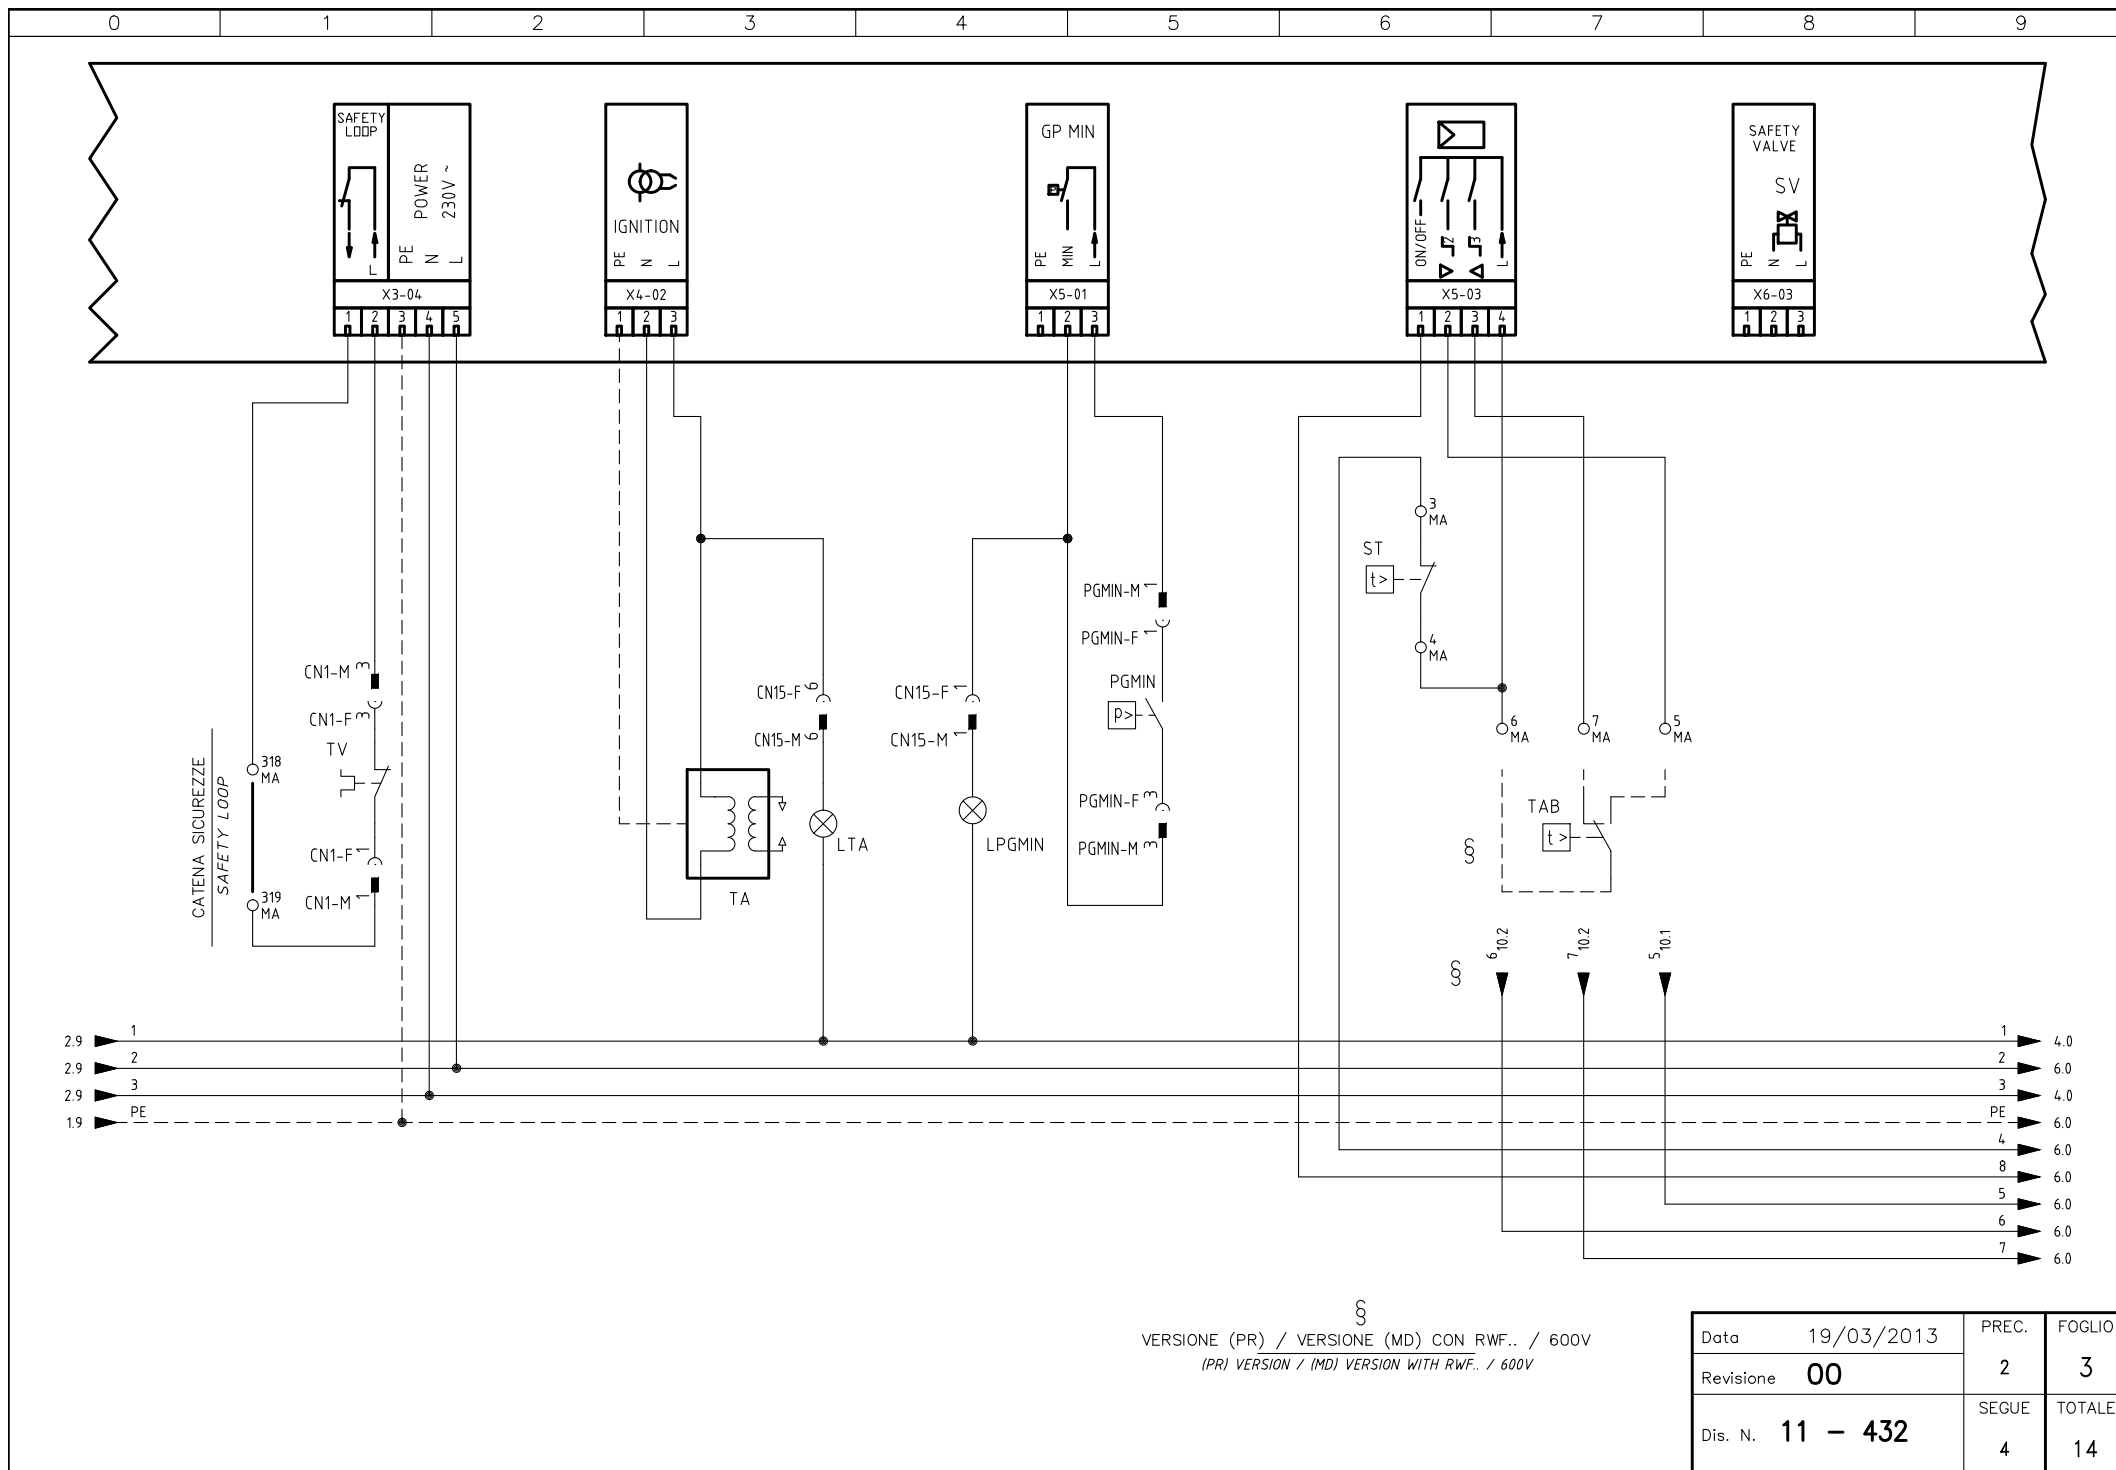 0 1 2 3 4 5 6 7 8 9
SAFETY
LOOP
L
POWER
230V ~
PE
N
L
X3-04
1 2 3 4 5
IGNITION
PE
N
L
X4-02
1 2 3
GP MIN
P
PE
MIN
L
X5-01
1 2 3
ON/OFF
2
3
L
X5-03
1 2 3 4
SAFETY
VALVE
SV
PE
N
L
X6-03
1 2 3
CATENA SICUREZZE
SAFETY LOOP
318
MA
319
MA
CN1-M 3
CN1-F 3
TV
CN1-F 1
CN1-M 1
TA
CN15-F 6
CN15-M 6
LTA
CN15-F 1
CN15-M 1
LPGMIN
PGMIN-M 1
PGMIN-F 1
PGMIN
p>
PGMIN-F 3
PGMIN-M 3
3
MA
ST
t>
4
MA
6
MA
7
MA
5
MA
TAB
t>
§
§
6 10.2
7 10.2
5 10.1
2.9 1 1 4.0
2.9 2 2 6.0
2.9 3 3 4.0
1.9 PE PE 6.0
4 6.0
8 6.0
5 6.0
6 6.0
7 6.0
§
VERSIONE (PR) / VERSIONE (MD) CON RWF.. / 600V
(PR) VERSION / (MD) VERSION WITH RWF.. / 600V
Data 19/03/2013
Revisione 00
Dis. N. 11 - 432
PREC.
2
FOGLIO
3
SEGUE
4
TOTALE
14